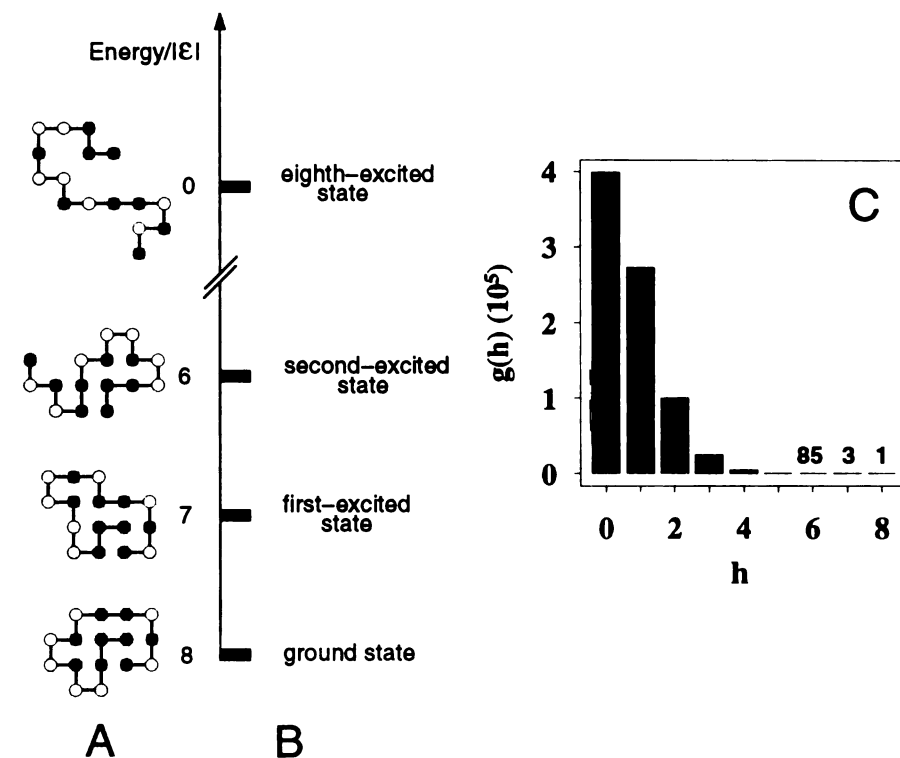 Energy/|ε|
0
eighth–excited
state
6
second–excited
state
7
first–excited
state
8
ground state
A
B
C
g(h) (10⁵)
4
3
2
1
0
85 3 1
0 2 4 6 8
h